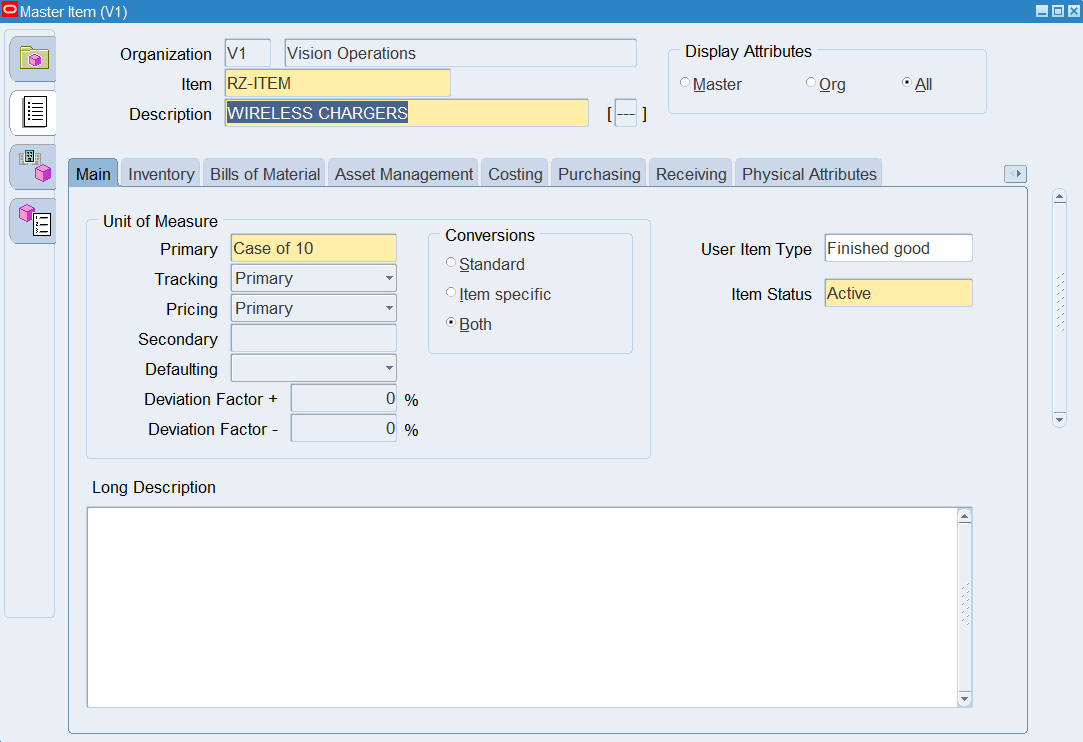 Master Item (V1)
Organization V1 Vision Operations
Item RZ-ITEM
Description WIRELESS CHARGERS [ --- ]
Display Attributes
Master Org All
Main Inventory Bills of Material Asset Management Costing Purchasing Receiving Physical Attributes
Unit of Measure
Primary Case of 10
Tracking Primary
Pricing Primary
Secondary
Defaulting
Deviation Factor + 0 %
Deviation Factor - 0 %
Conversions
Standard
Item specific
Both
User Item Type Finished good
Item Status Active
Long Description